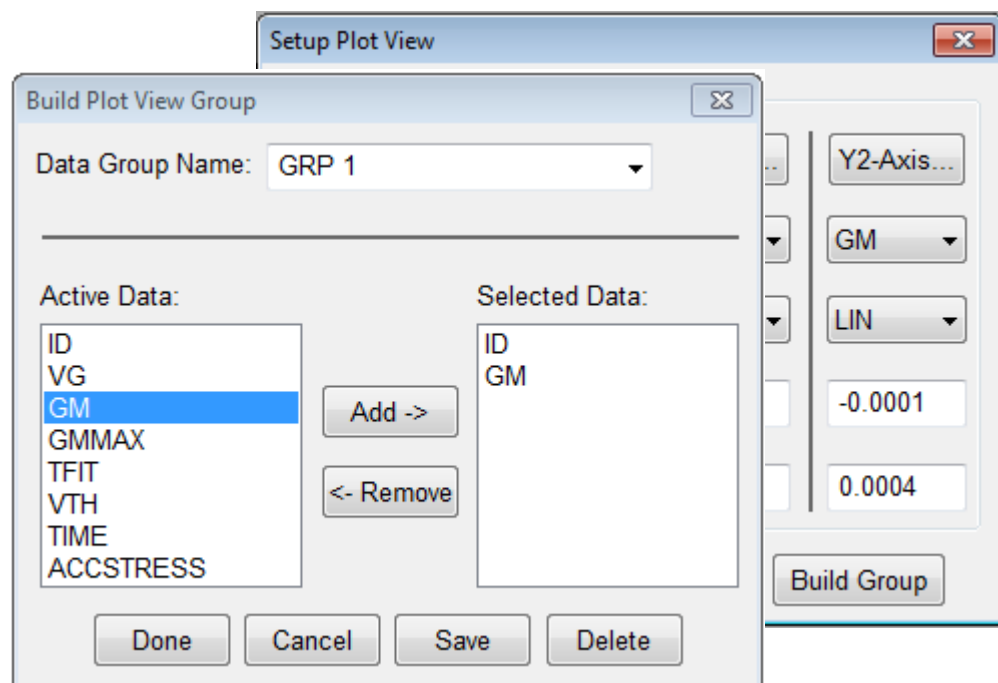 Setup Plot View
Build Plot View Group
Data Group Name: GRP 1
.. Y2-Axis...
GM
LIN
-0.0001
0.0004
Build Group
Active Data:
ID
VG
GM
GMMAX
TFIT
VTH
TIME
ACCSTRESS
Add ->
<- Remove
Selected Data:
ID
GM
Done Cancel Save Delete